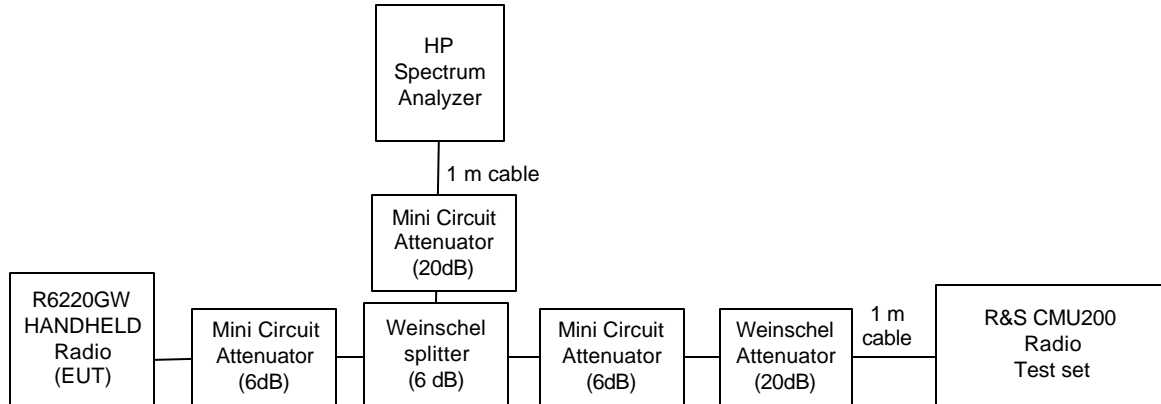 HP
Spectrum
Analyzer
1 m cable
Mini Circuit
Attenuator
(20dB)
R6220GW
HANDHELD
Radio
(EUT)
Mini Circuit
Attenuator
(6dB)
Weinschel
splitter
(6 dB)
Mini Circuit
Attenuator
(6dB)
Weinschel
Attenuator
(20dB)
1 m
cable
R&S CMU200
Radio
Test set